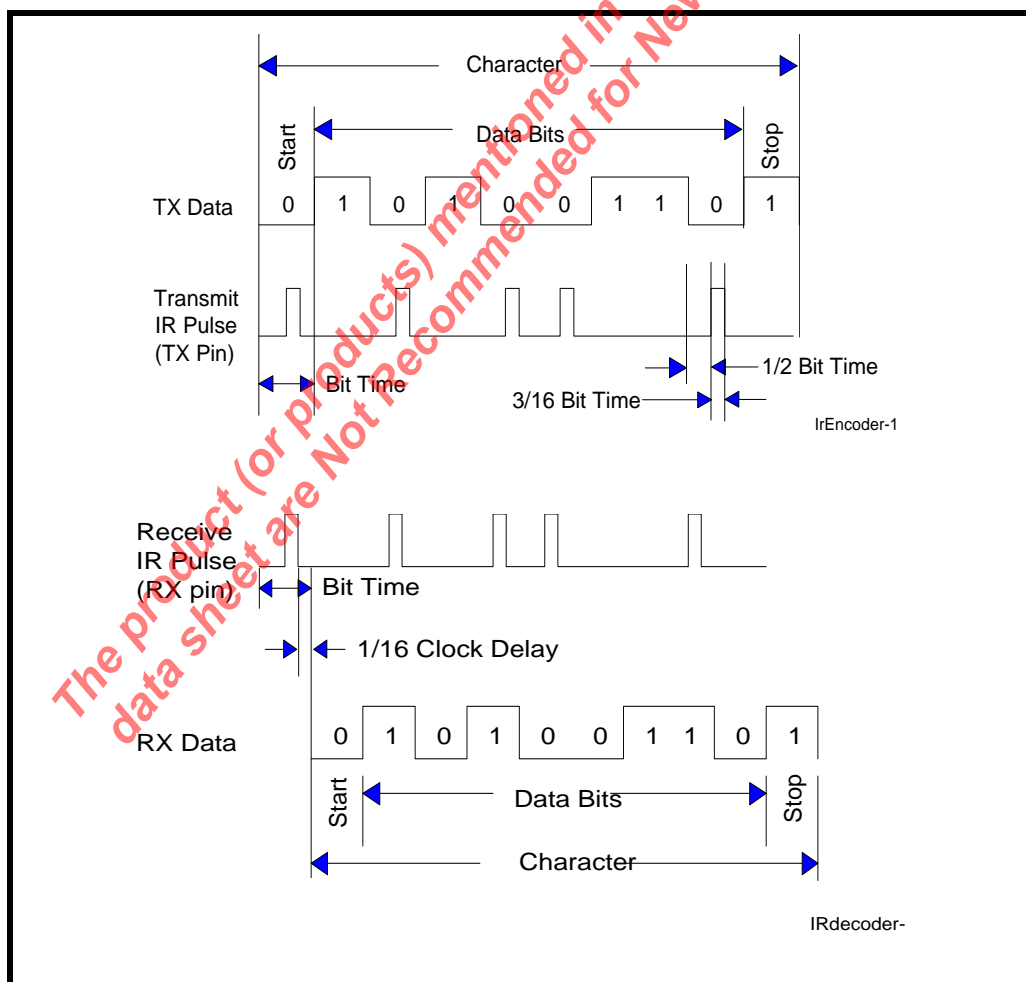 Character
Start
Data Bits
Stop
TX Data
0 1 0 1 0 0 1 1 0 1
Transmit
IR Pulse
(TX Pin)
Bit Time
1/2 Bit Time
3/16 Bit Time
IrEncoder-1
Receive
IR Pulse
(RX pin)
Bit Time
1/16 Clock Delay
RX Data
0 1 0 1 0 0 1 1 0 1
Start
Data Bits
Stop
Character
IRdecoder-
The product (or products) mentioned in
data sheet are Not Recommended for New